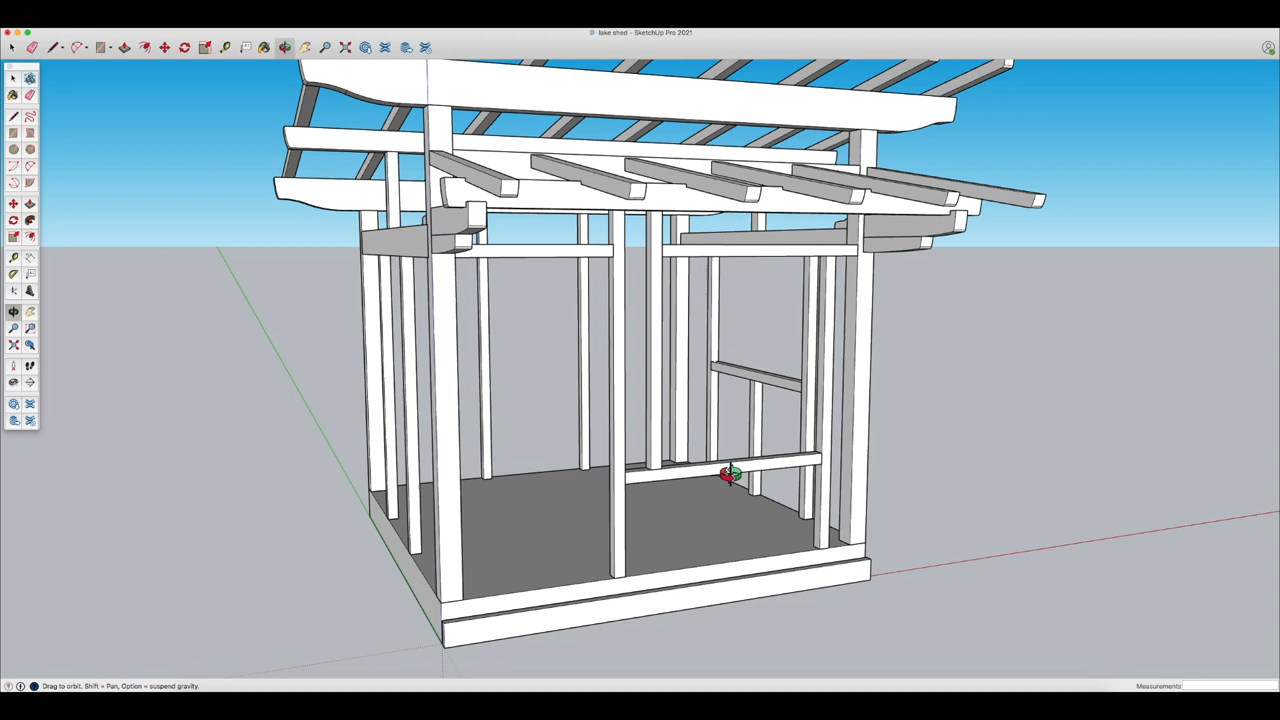 lake shed - SketchUp Pro 2021
Drag to orbit. Shift = Pan, Option = suspend gravity.
Measurements